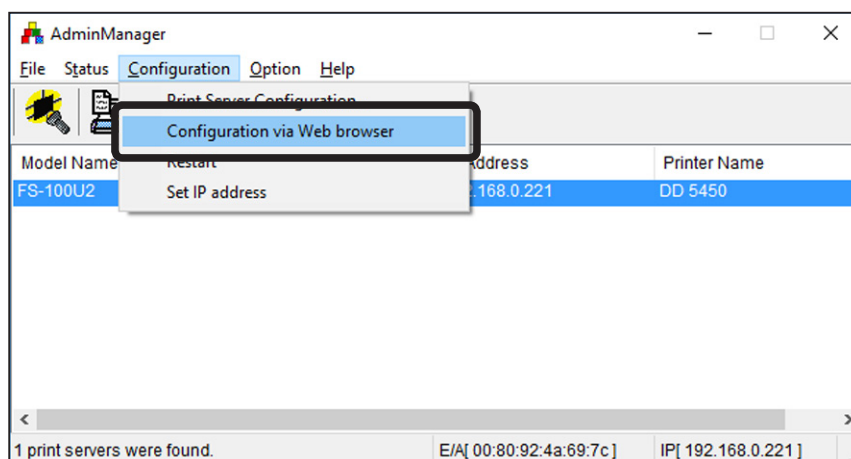 AdminManager
File Status Configuration Option Help
Print Server Configuration
Configuration via Web browser
Restart
Set IP address
Model Name Address Printer Name
FS-100U2 .168.0.221 DD 5450
1 print servers were found. E/A[ 00:80:92:4a:69:7c ] IP[ 192.168.0.221 ]